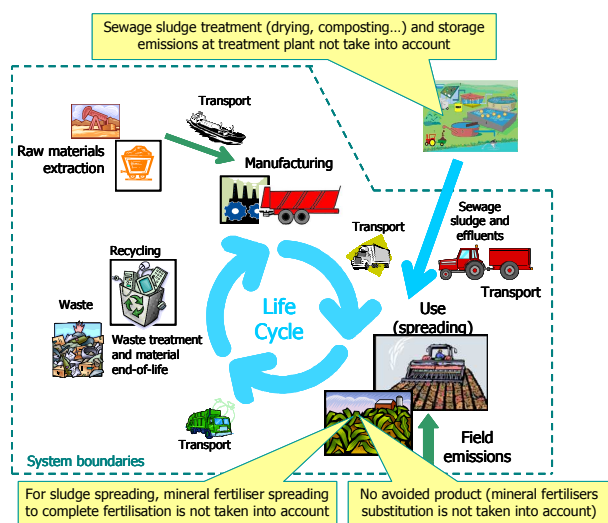 Sewage sludge treatment (drying, composting...) and storage
emissions at treatment plant not take into account
Transport
Raw materials
extraction
Manufacturing
Sewage
sludge and
effluents
Transport
Transport
Recycling
Waste
Waste treatment
and material
end-of-life
Life
Cycle
Use
(spreading)
Transport
Field
emissions
System boundaries
For sludge spreading, mineral fertiliser spreading
to complete fertilisation is not taken into account
No avoided product (mineral fertilisers
substitution is not taken into account)